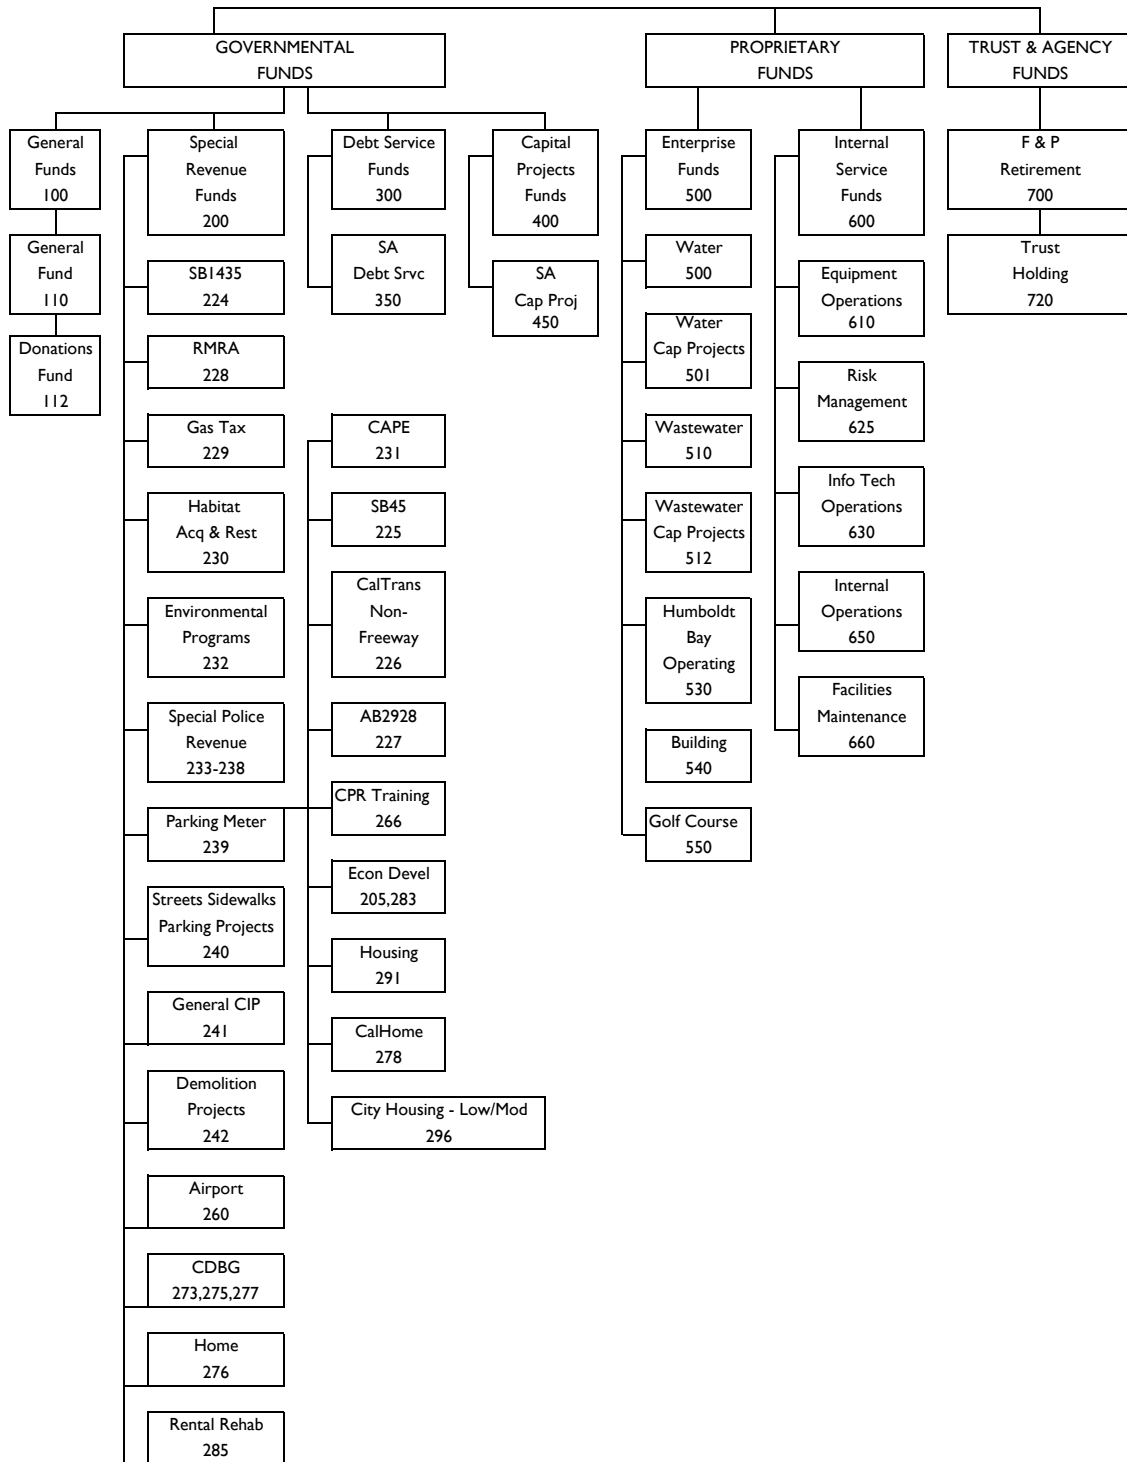 GOVERNMENTAL
FUNDS
PROPRIETARY
FUNDS
TRUST & AGENCY
FUNDS
General
Funds
100
General
Fund
110
Donations
Fund
112
Special
Revenue
Funds
200
SB1435
224
RMRA
228
Gas Tax
229
Habitat
Acq & Rest
230
Environmental
Programs
232
Special Police
Revenue
233-238
Parking Meter
239
Streets Sidewalks
Parking Projects
240
General CIP
241
Demolition
Projects
242
Airport
260
CDBG
273,275,277
Home
276
Rental Rehab
285
CAPE
231
SB45
225
CalTrans
Non-
Freeway
226
AB2928
227
CPR Training
266
Econ Devel
205,283
Housing
291
CalHome
278
City Housing - Low/Mod
296
Debt Service
Funds
300
SA
Debt Srvc
350
Capital
Projects
Funds
400
SA
Cap Proj
450
Enterprise
Funds
500
Water
500
Water
Cap Projects
501
Wastewater
510
Wastewater
Cap Projects
512
Humboldt
Bay
Operating
530
Building
540
Golf Course
550
Internal
Service
Funds
600
Equipment
Operations
610
Risk
Management
625
Info Tech
Operations
630
Internal
Operations
650
Facilities
Maintenance
660
F & P
Retirement
700
Trust
Holding
720